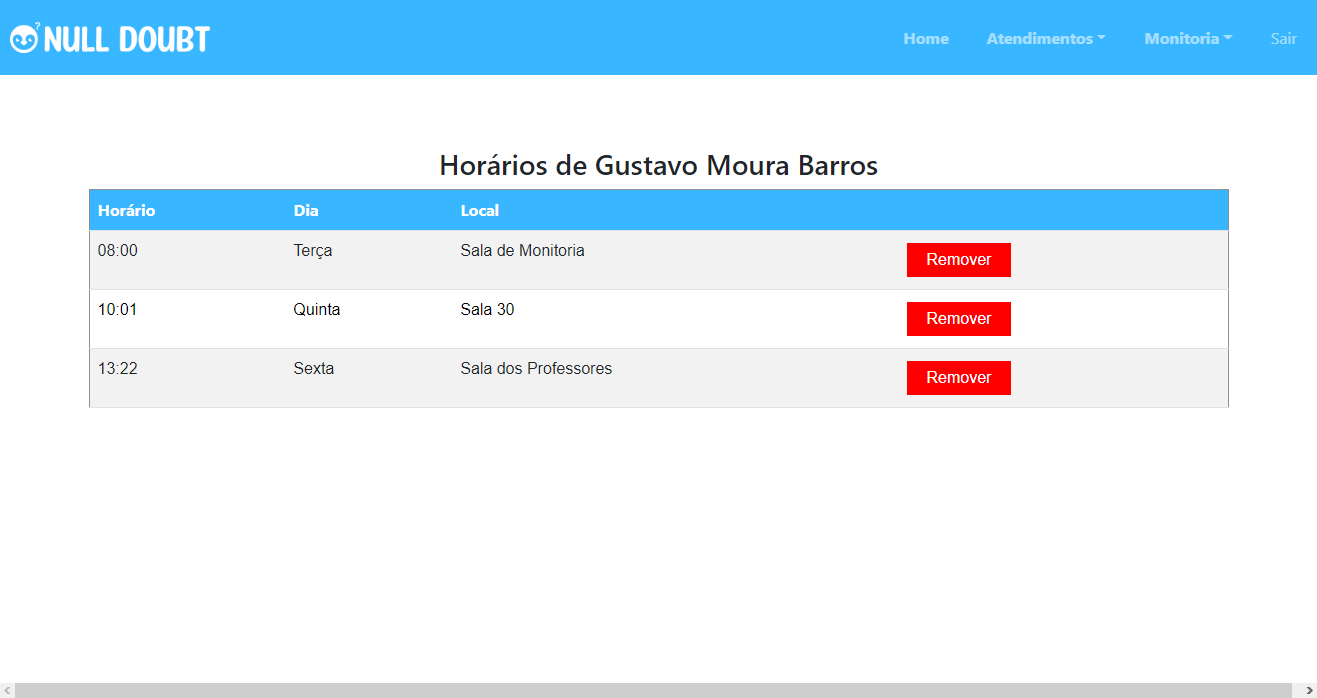 ? NULL DOUBT Home Atendimentos Monitoria Sair
Horários de Gustavo Moura Barros
Horário Dia Local
08:00 Terça Sala de Monitoria Remover
10:01 Quinta Sala 30 Remover
13:22 Sexta Sala dos Professores Remover